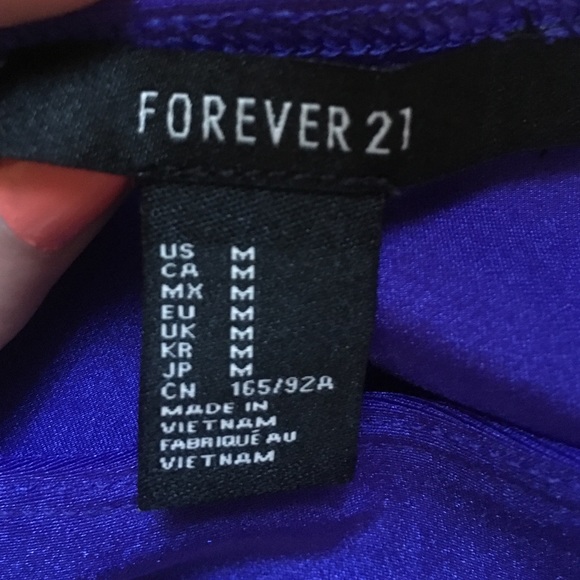 FOREVER 21
US M
CA M
MX M
EU M
UK M
KR M
JP M
CN 165/92A
MADE IN
VIETNAM
FABRIQUÉ AU
VIETNAM